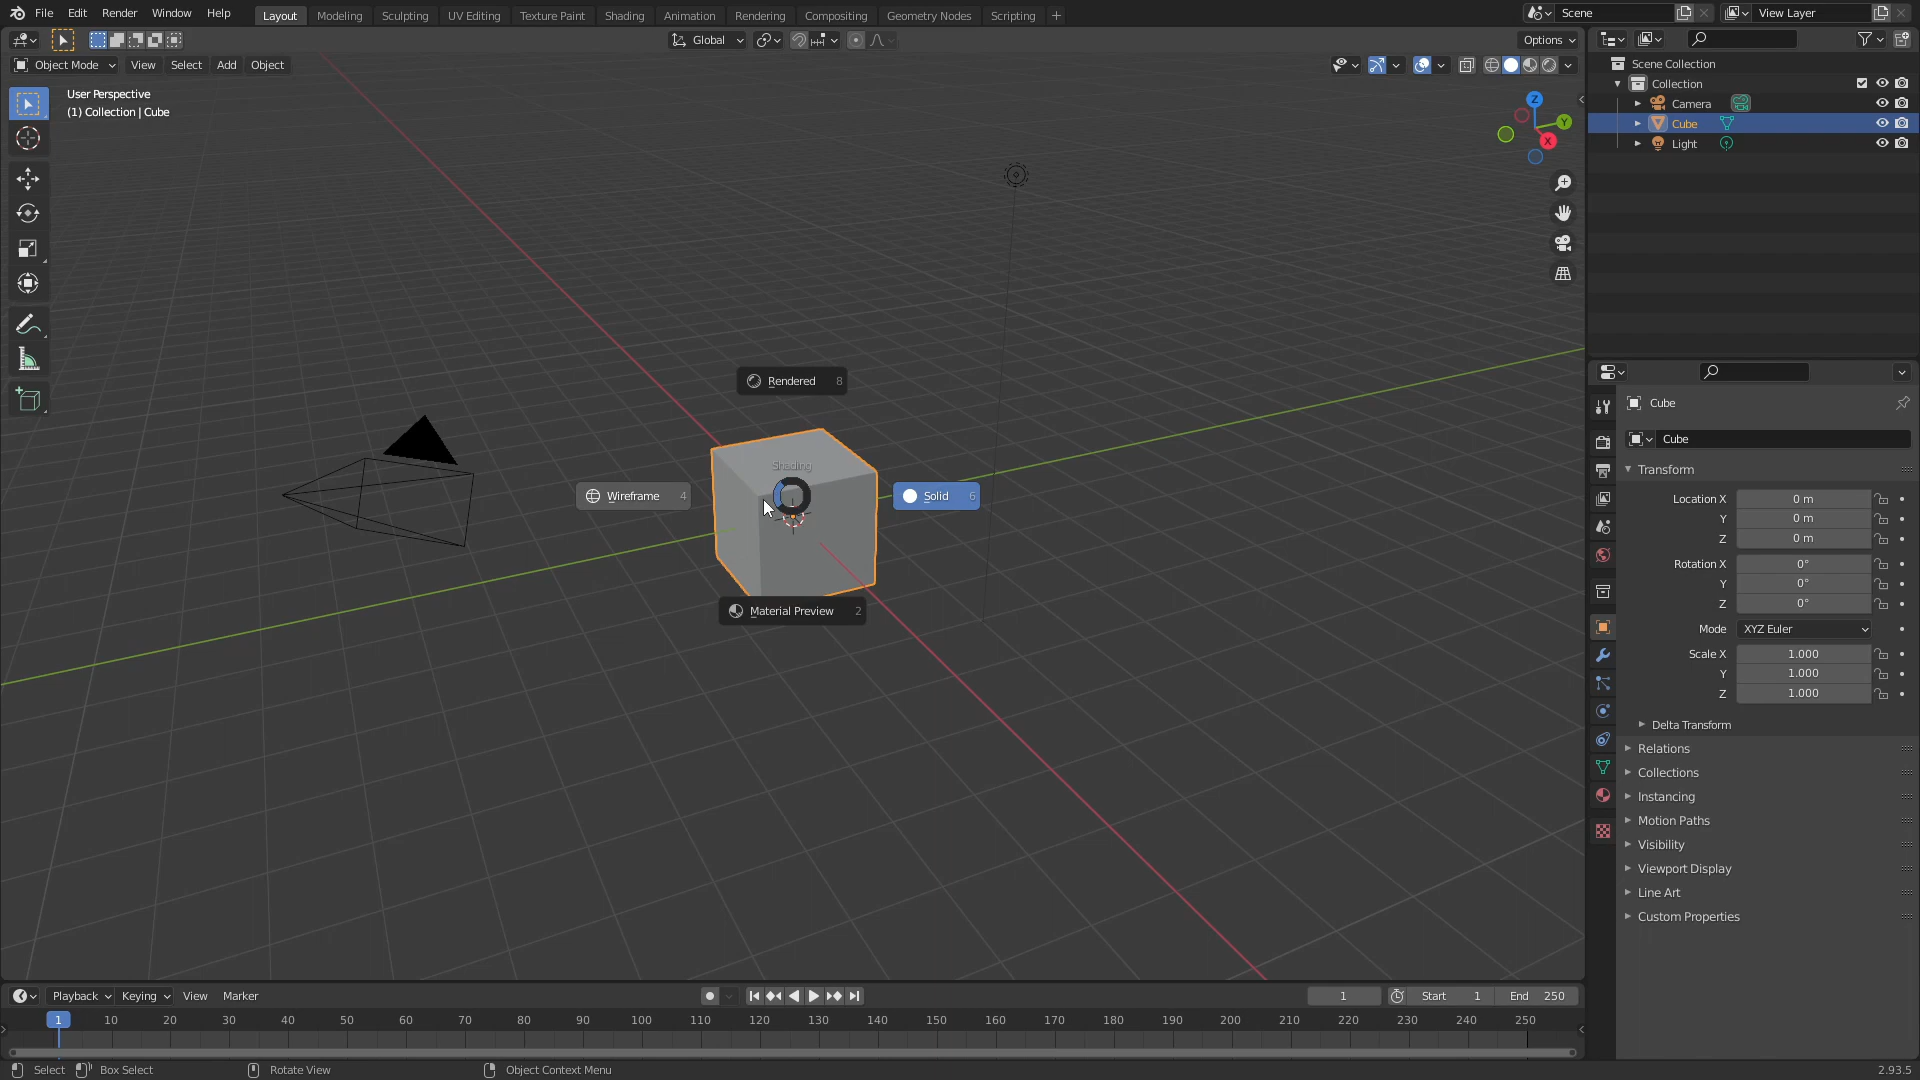 File Edit Render Window Help Layout Modeling Sculpting UV Editing Texture Paint Shading Animation Rendering Compositing Geometry Nodes Scripting + Scene View Layer
Global Options
Object Mode View Select Add Object
User Perspective
(1) Collection | Cube
Z
Y
X
Scene Collection
Collection
Camera
Cube
Light
Rendered 8
Shading
Wireframe 4
Solid 6
Material Preview 2
Cube
Cube
Transform
Location X 0 m
Y 0 m
Z 0 m
Rotation X 0°
Y 0°
Z 0°
Mode XYZ Euler
Scale X 1.000
Y 1.000
Z 1.000
Delta Transform
Relations
Collections
Instancing
Motion Paths
Visibility
Viewport Display
Line Art
Custom Properties
Playback Keying View Marker 1 Start 1 End 250
1 10 20 30 40 50 60 70 80 90 100 110 120 130 140 150 160 170 180 190 200 210 220 230 240 250
Select Box Select Rotate View Object Context Menu 2.93.5